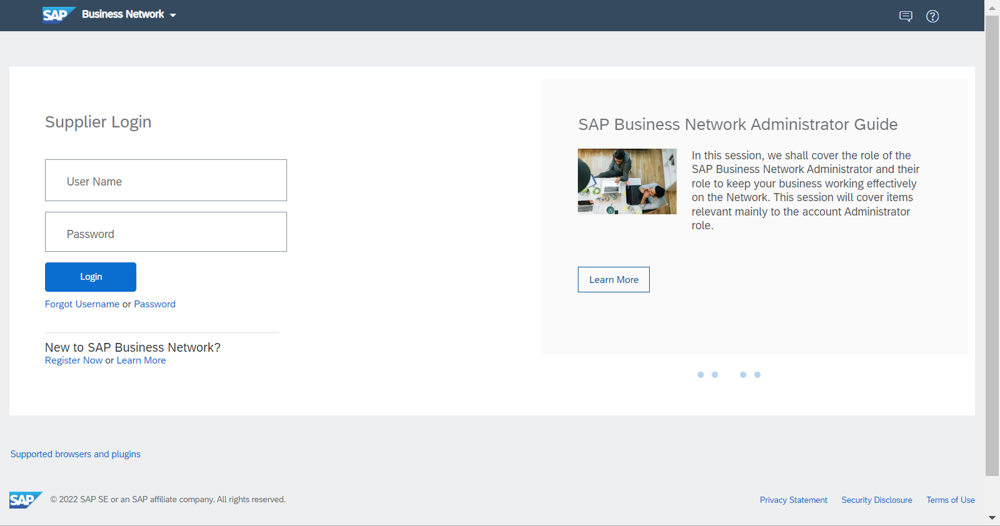 SAP Business Network
Supplier Login
User Name
Password
Login
Forgot Username or Password
New to SAP Business Network?
Register Now or Learn More
SAP Business Network Administrator Guide
In this session, we shall cover the role of the
SAP Business Network Administrator and their
role to keep your business working effectively
on the Network. This session will cover items
relevant mainly to the account Administrator
role.
Learn More
Supported browsers and plugins
SAP © 2022 SAP SE or an SAP affiliate company. All rights reserved.
Privacy Statement Security Disclosure Terms of Use